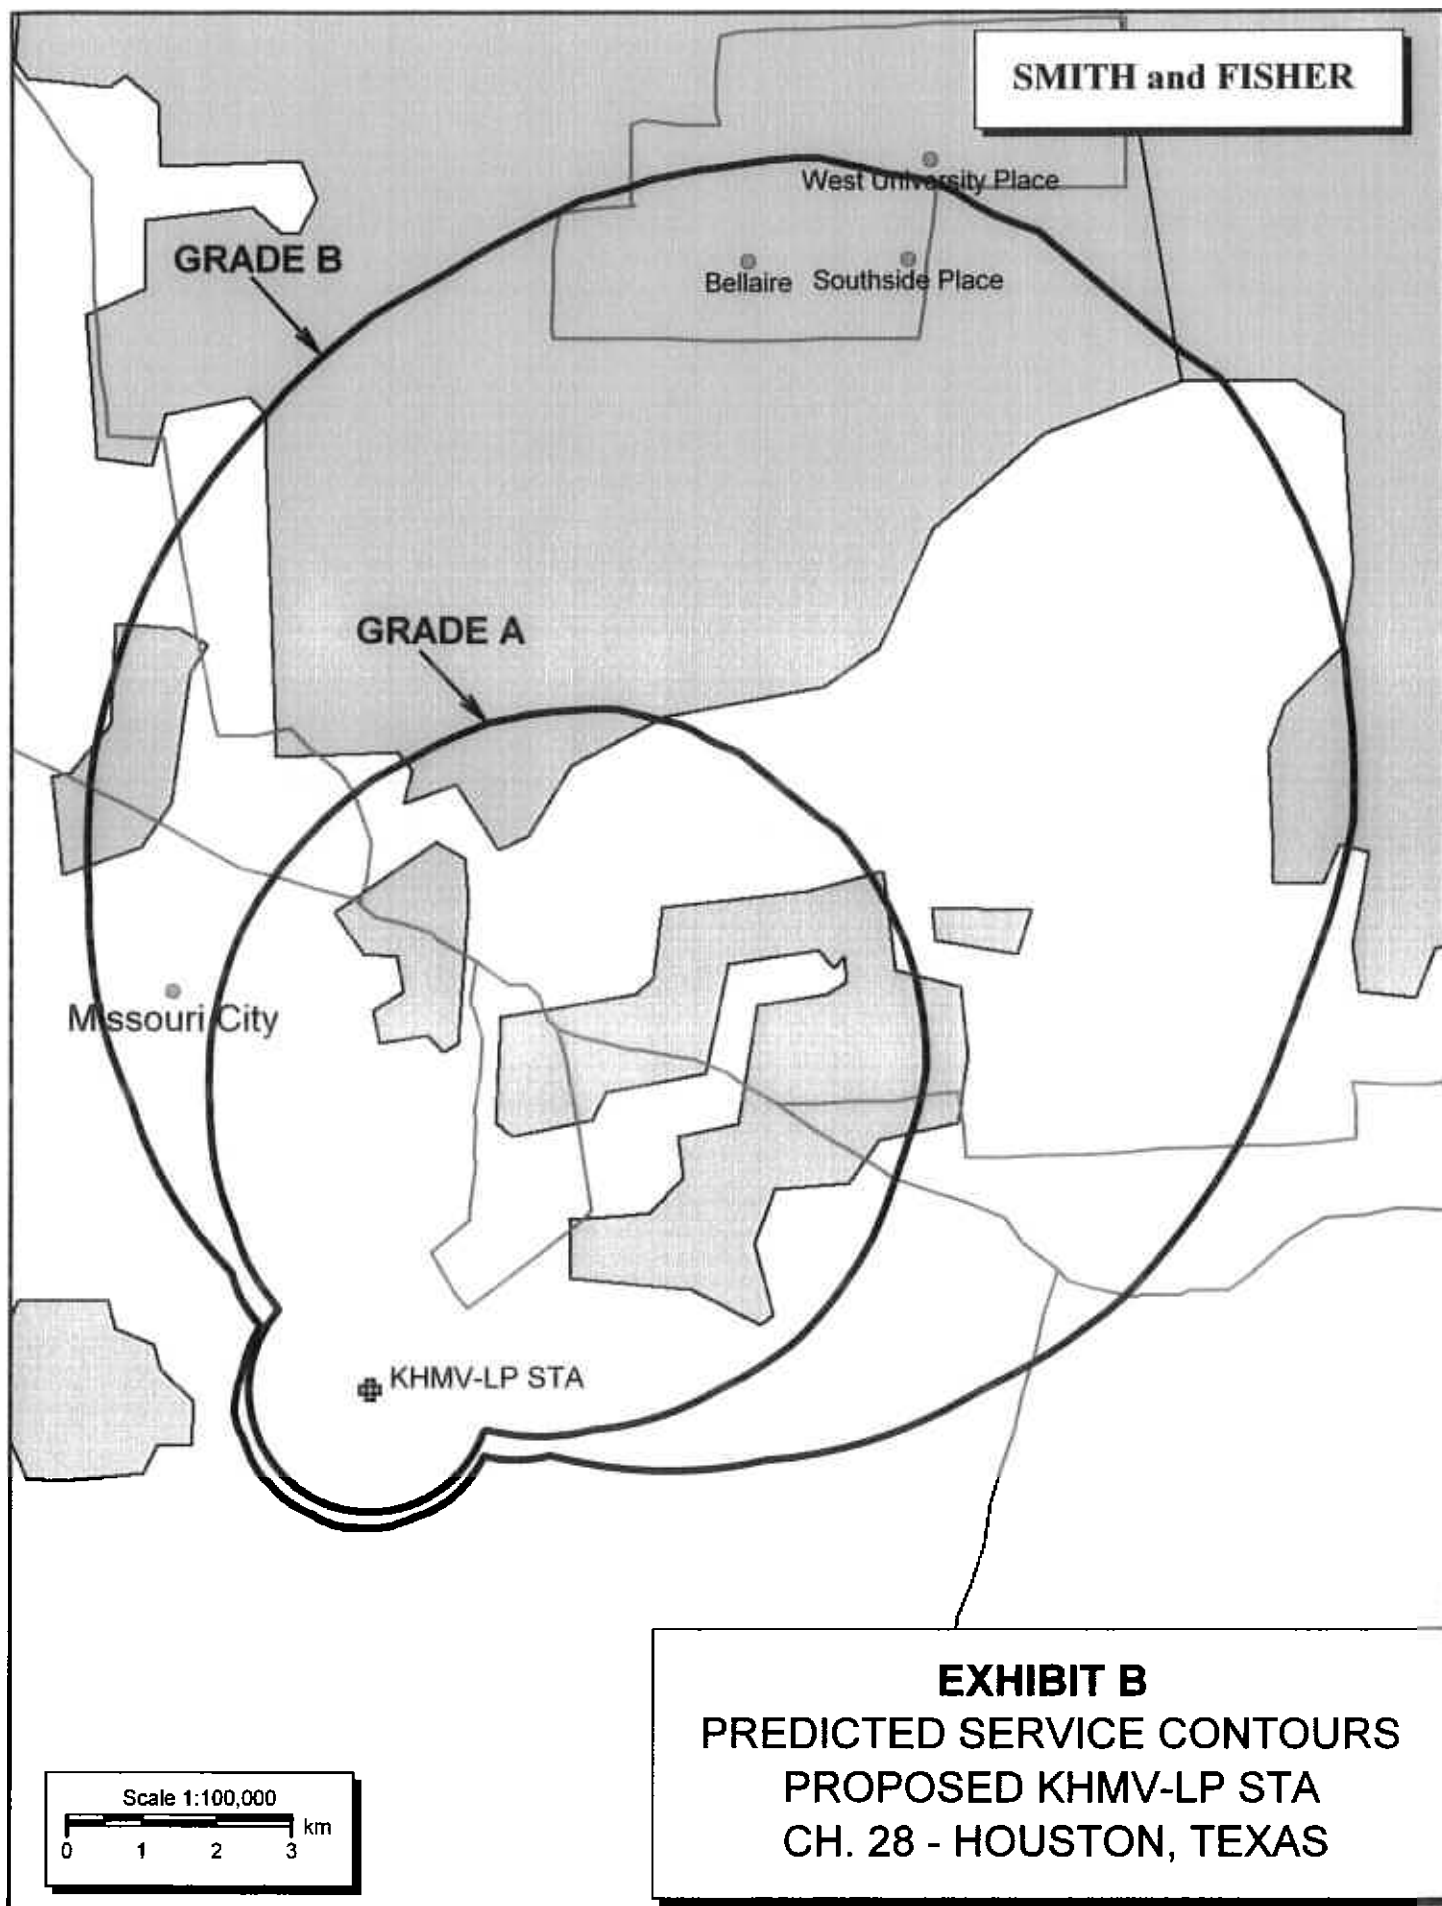 SMITH and FISHER
West University Place
GRADE B
Bellaire
Southside Place
GRADE A
Missouri City
KHMV-LP STA
EXHIBIT B
PREDICTED SERVICE CONTOURS
PROPOSED KHMV-LP STA
CH. 28 - HOUSTON, TEXAS
Scale 1:100,000
km
0 1 2 3